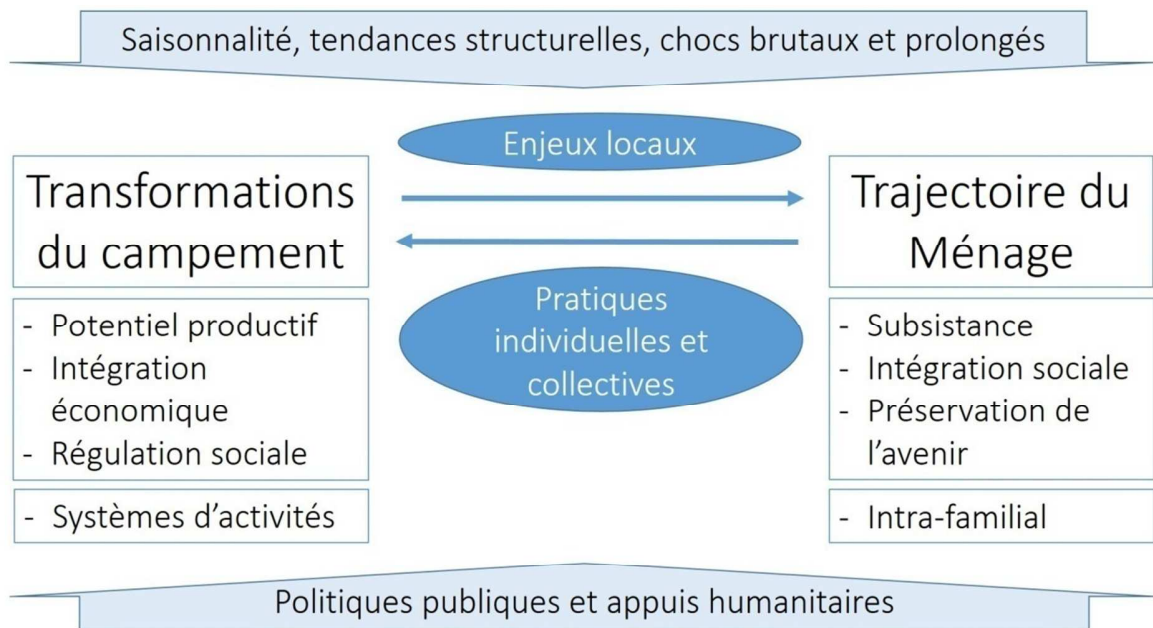 Saisonnalité, tendances structurelles, chocs brutaux et prolongés
Enjeux locaux
Transformations
du campement
- Potentiel productif
- Intégration
économique
- Régulation sociale
- Systèmes d’activités
Pratiques
individuelles et
collectives
Trajectoire du
Ménage
- Subsistance
- Intégration sociale
- Préservation de
l’avenir
- Intra-familial
Politiques publiques et appuis humanitaires